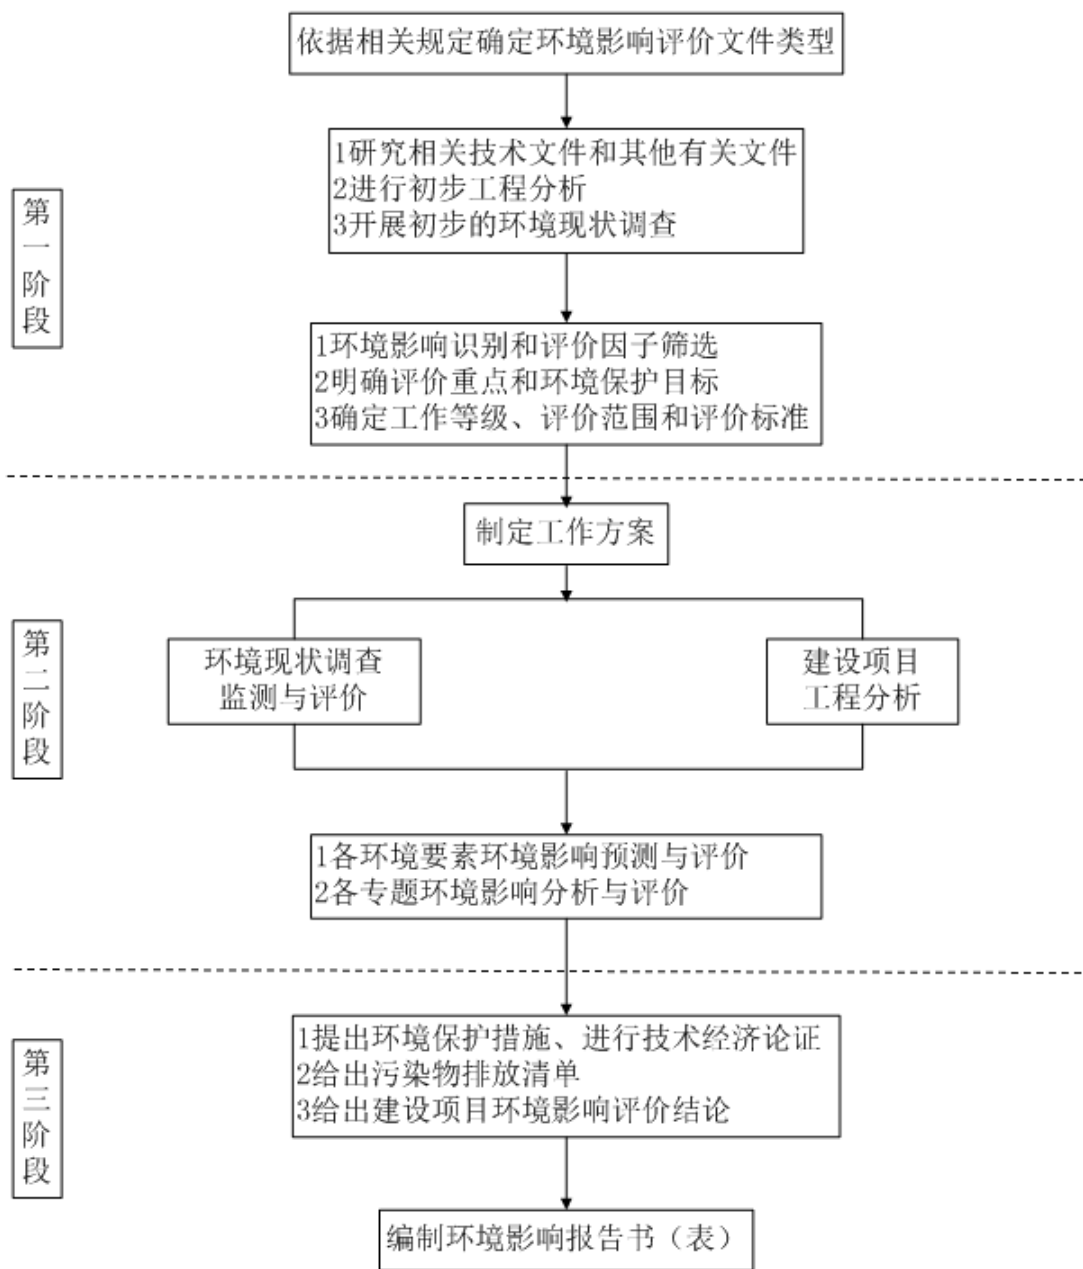 依据相关规定确定环境影响评价文件类型
1研究相关技术文件和其他有关文件
2进行初步工程分析
3开展初步的环境现状调查
第一阶段
1环境影响识别和评价因子筛选
2明确评价重点和环境保护目标
3确定工作等级、评价范围和评价标准
制定工作方案
第二阶段
环境现状调查
监测与评价
建设项目
工程分析
1各环境要素环境影响预测与评价
2各专题环境影响分析与评价
第三阶段
1提出环境保护措施、进行技术经济论证
2给出污染物排放清单
3给出建设项目环境影响评价结论
编制环境影响报告书（表）